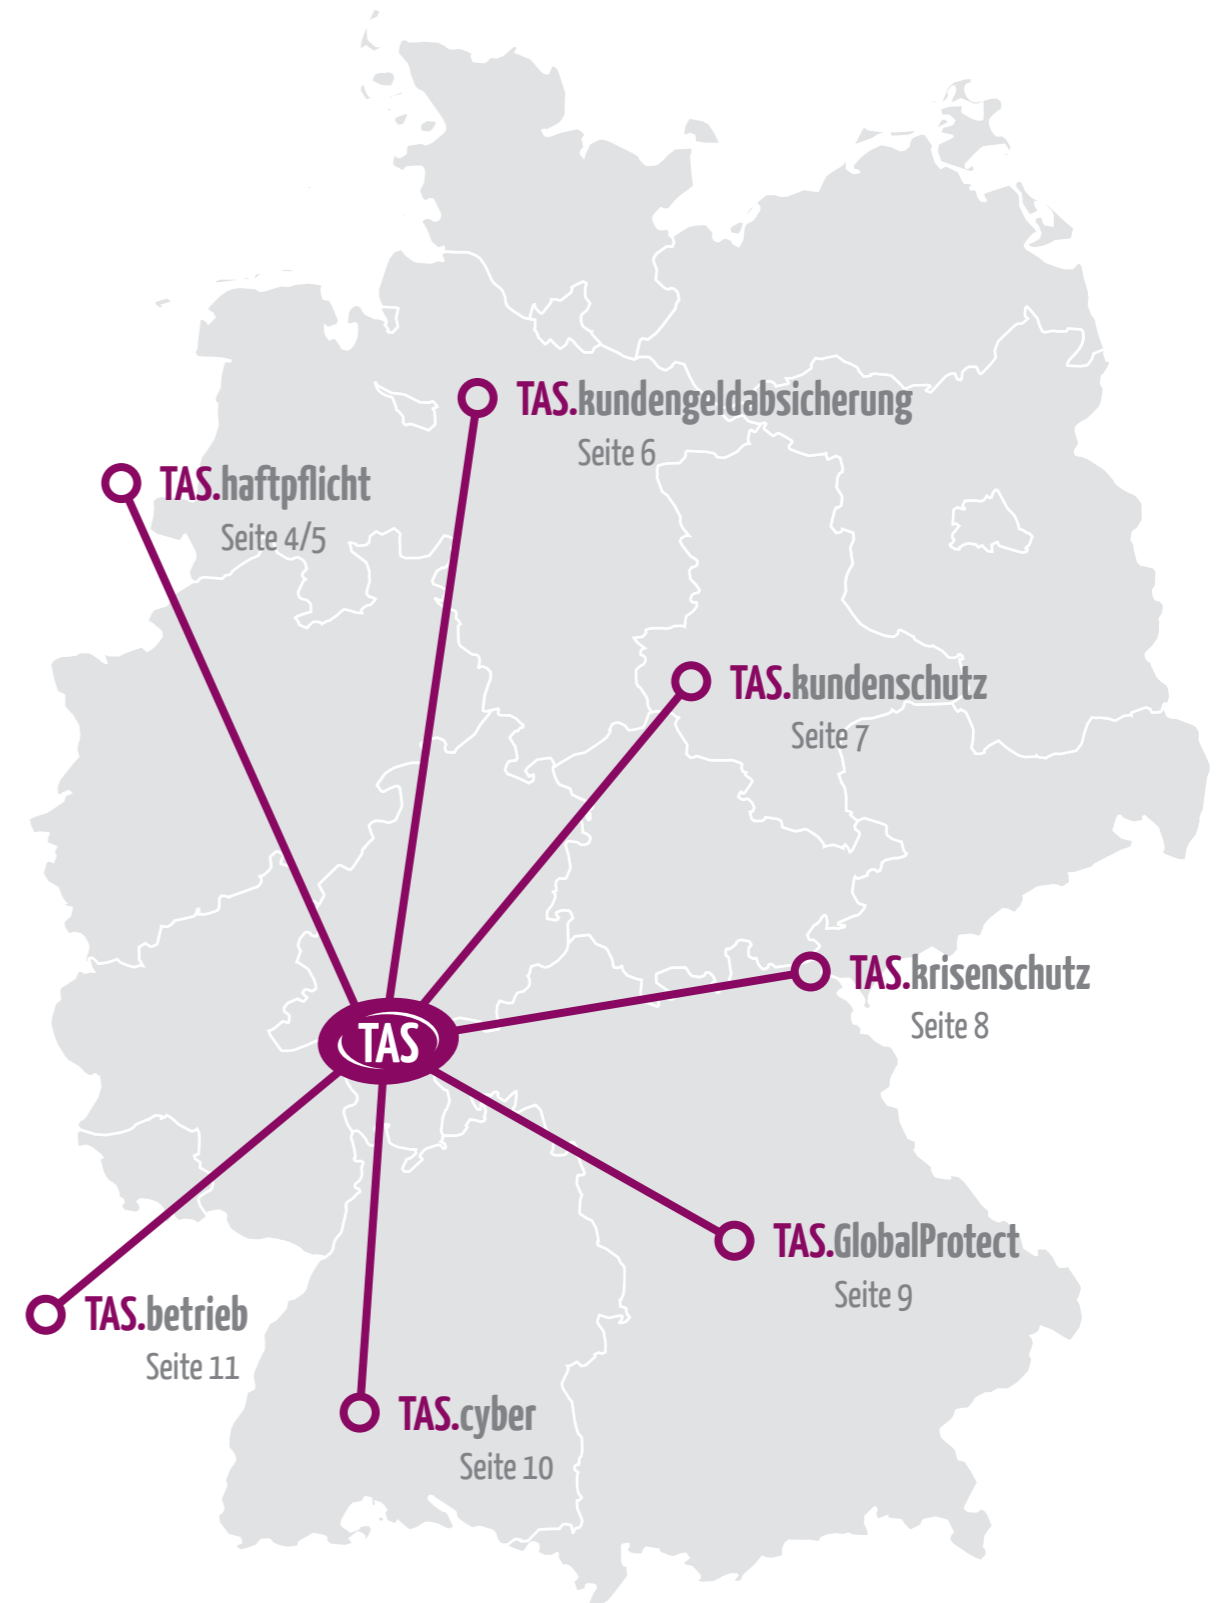 TAS.kundengeldabsicherung
Seite 6
TAS.haftpflicht
Seite 4/5
TAS.kundenschutz
Seite 7
TAS.krisenschutz
Seite 8
TAS
TAS.GlobalProtect
Seite 9
TAS.betrieb
Seite 11
TAS.cyber
Seite 10